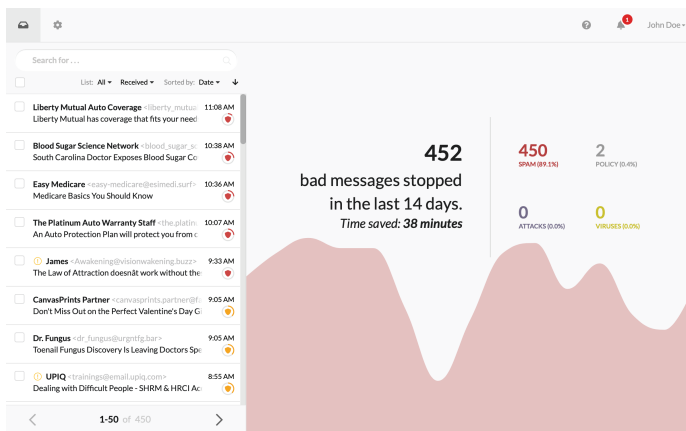 1
John Doe
Search for . . .
List: All Received Sorted by: Date
Liberty Mutual Auto Coverage <liberty_mutua 11:08 AM
Liberty Mutual has coverage that fits your need
Blood Sugar Science Network <blood_sugar_sc 10:38 AM
South Carolina Doctor Exposes Blood Sugar Co
Easy Medicare <easy-medicare@esimedi.surf> 10:36 AM
Medicare Basics You Should Know
The Platinum Auto Warranty Staff <the.platin 10:07 AM
An Auto Protection Plan will protect you from c
James <Awakening@visionwakening.buzz> 9:33 AM
The Law of Attraction doesnât work without the
CanvasPrints Partner <canvasprints.partner@fa 9:05 AM
Don't Miss Out on the Perfect Valentine's Day G
Dr. Fungus <dr_fungus@urgntfg.bar> 9:05 AM
Toenail Fungus Discovery Is Leaving Doctors Spe
UPIQ <trainings@email.upiq.com> 8:55 AM
Dealing with Difficult People - SHRM & HRCI Ac
1-50 of 450
452
bad messages stopped
in the last 14 days.
Time saved: 38 minutes
450
SPAM (89.1%)
2
POLICY (0.4%)
0
ATTACKS (0.0%)
0
VIRUSES (0.0%)